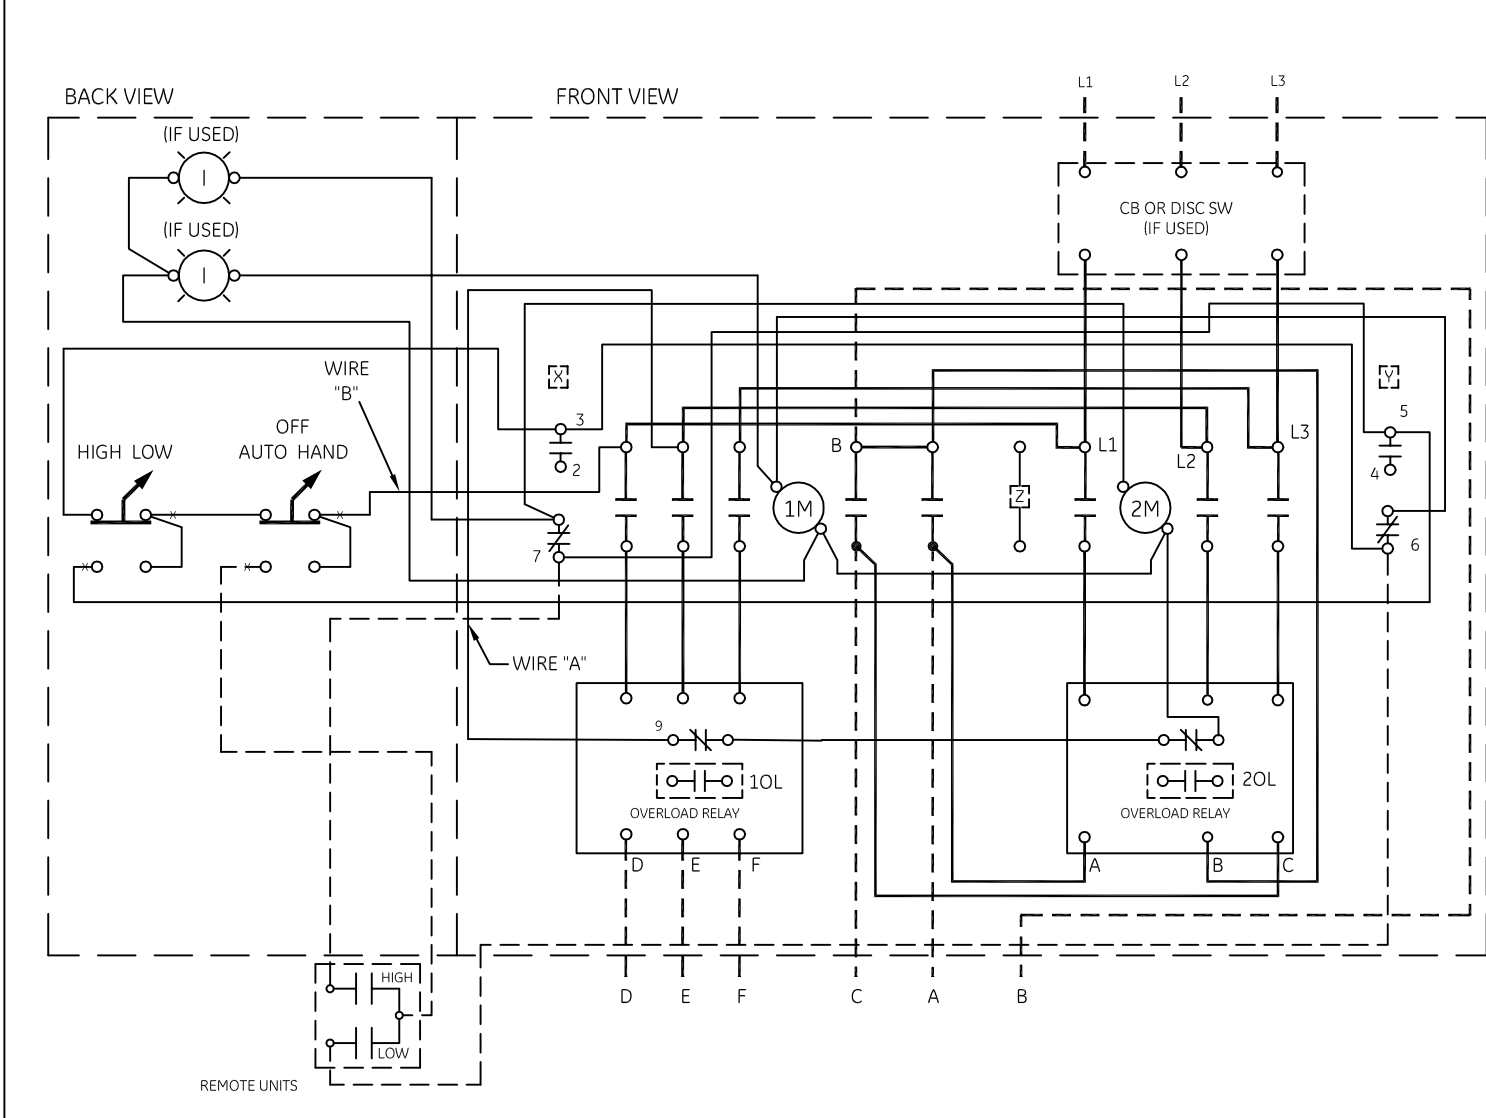 L1 L2 L3
BACK VIEW FRONT VIEW
(IF USED)
I
CB OR DISC SW
(IF USED)
(IF USED)
I
WIRE
"B"
X Y
3 5
OFF
HIGH LOW AUTO HAND
B L1 L2 L3
2 4
Z
x x
1M 2M
7 6
x x
WIRE "A"
9
1OL 2OL
OVERLOAD RELAY OVERLOAD RELAY
D E F A B C
HIGH
D E F C A B
LOW
REMOTE UNITS